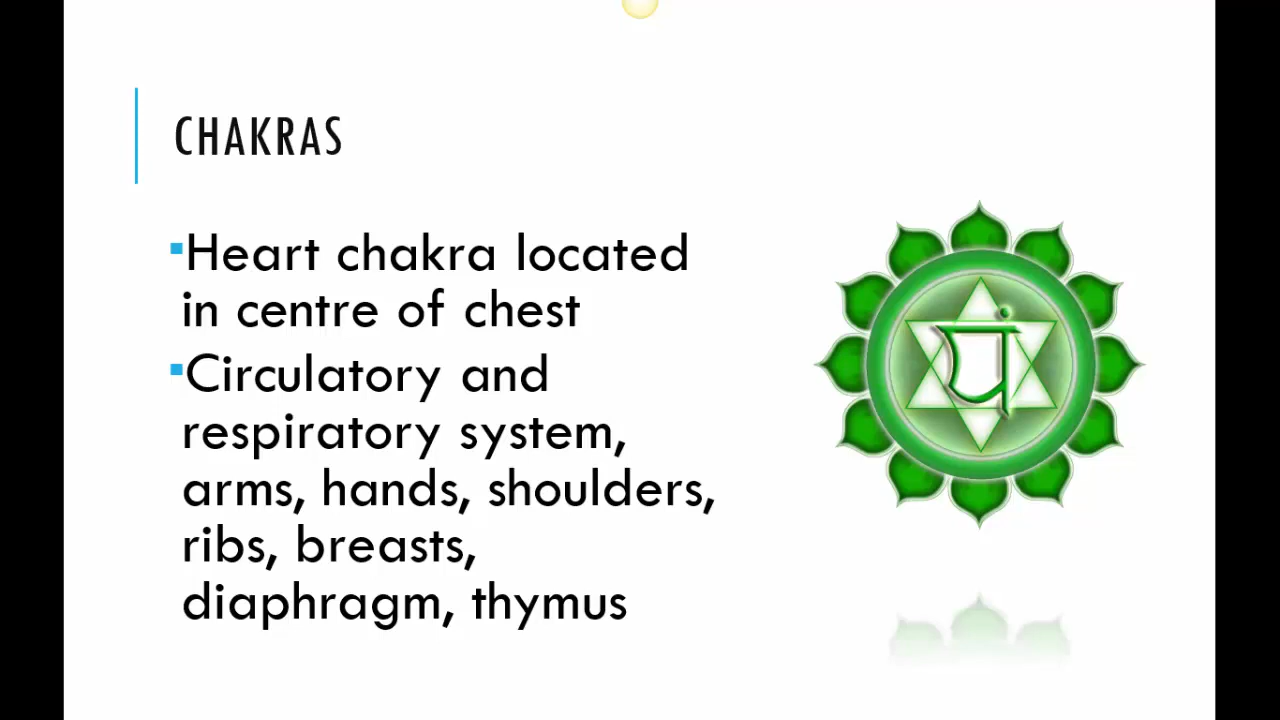 CHAKRAS
▪Heart chakra located
in centre of chest
▪Circulatory and
respiratory system,
arms, hands, shoulders,
ribs, breasts,
diaphragm, thymus
यं